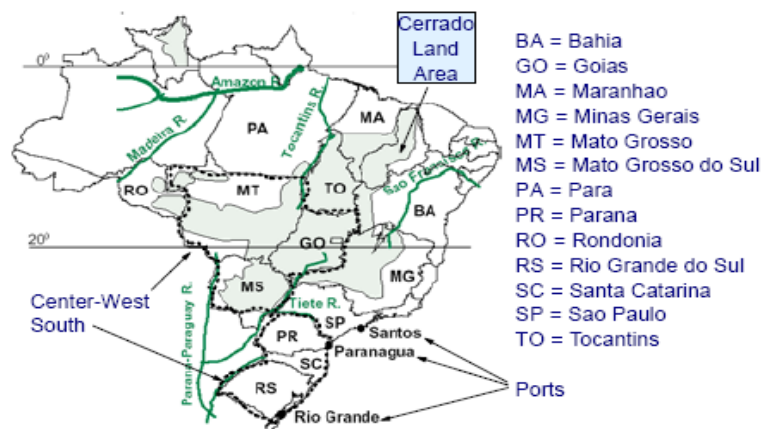 Cerrado
Land
Area
0⁰
Amazon R.
Madeira R.
PA
Tocantins R.
MA
Sao Francisco R.
RO
MT
TO
BA
20⁰
GO
MS
MG
Center-West
South
Parana-Paraguay R.
Tiete R.
SP
PR
Santos
Paranagua
SC
RS
Rio Grande
Ports
BA = Bahia
GO = Goias
MA = Maranhao
MG = Minas Gerais
MT = Mato Grosso
MS = Mato Grosso do Sul
PA = Para
PR = Parana
RO = Rondonia
RS = Rio Grande do Sul
SC = Santa Catarina
SP = Sao Paulo
TO = Tocantins